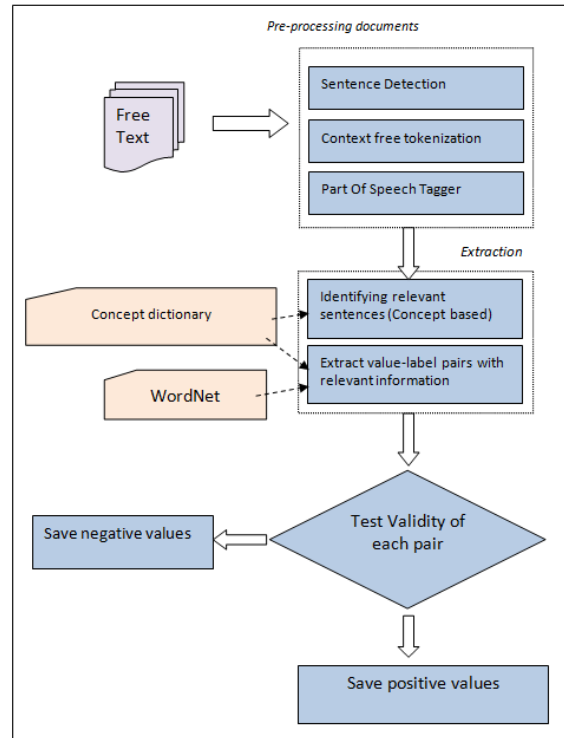 Pre-processing documents
Free
Text
Sentence Detection
Context free tokenization
Part Of Speech Tagger
Extraction
Concept dictionary
Identifying relevant
sentences (Concept based)
Extract value-label pairs with
relevant information
WordNet
Test Validity of
each pair
Save negative values
Save positive values